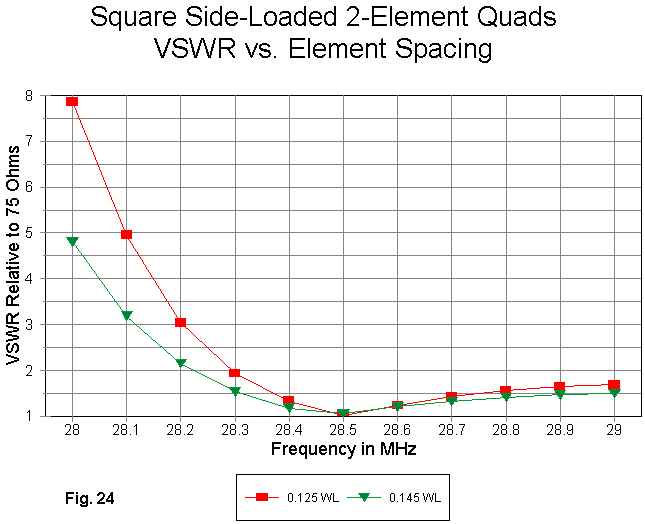 Square Side-Loaded 2-Element Quads
VSWR vs. Element Spacing
VSWR Relative to 75 Ohms
8
7
6
5
4
3
2
1
28 28.1 28.2 28.3 28.4 28.5 28.6 28.7 28.8 28.9 29
Frequency in MHz
Fig. 24
0.125 WL 0.145 WL